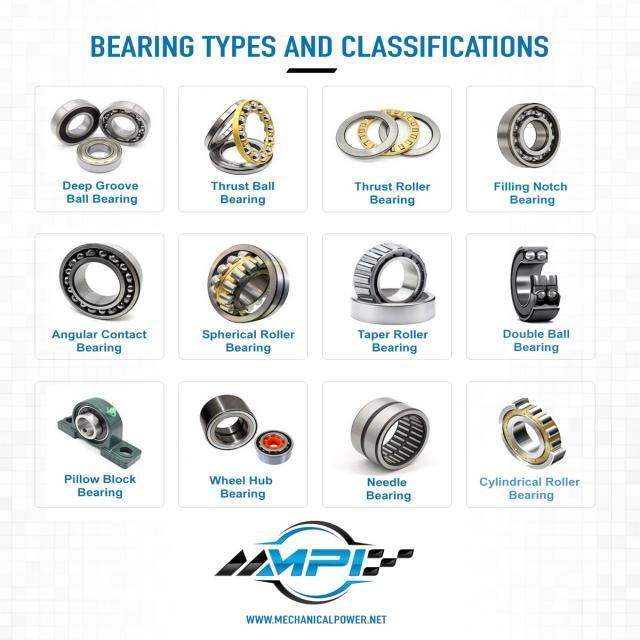 BEARING TYPES AND CLASSIFICATIONS
Deep Groove
Ball Bearing
Thrust Ball
Bearing
Thrust Roller
Bearing
Filling Notch
Bearing
Angular Contact
Bearing
Spherical Roller
Bearing
Taper Roller
Bearing
Double Ball
Bearing
Pillow Block
Bearing
Wheel Hub
Bearing
Needle
Bearing
Cylindrical Roller
Bearing
MPI
WWW.MECHANICALPOWER.NET